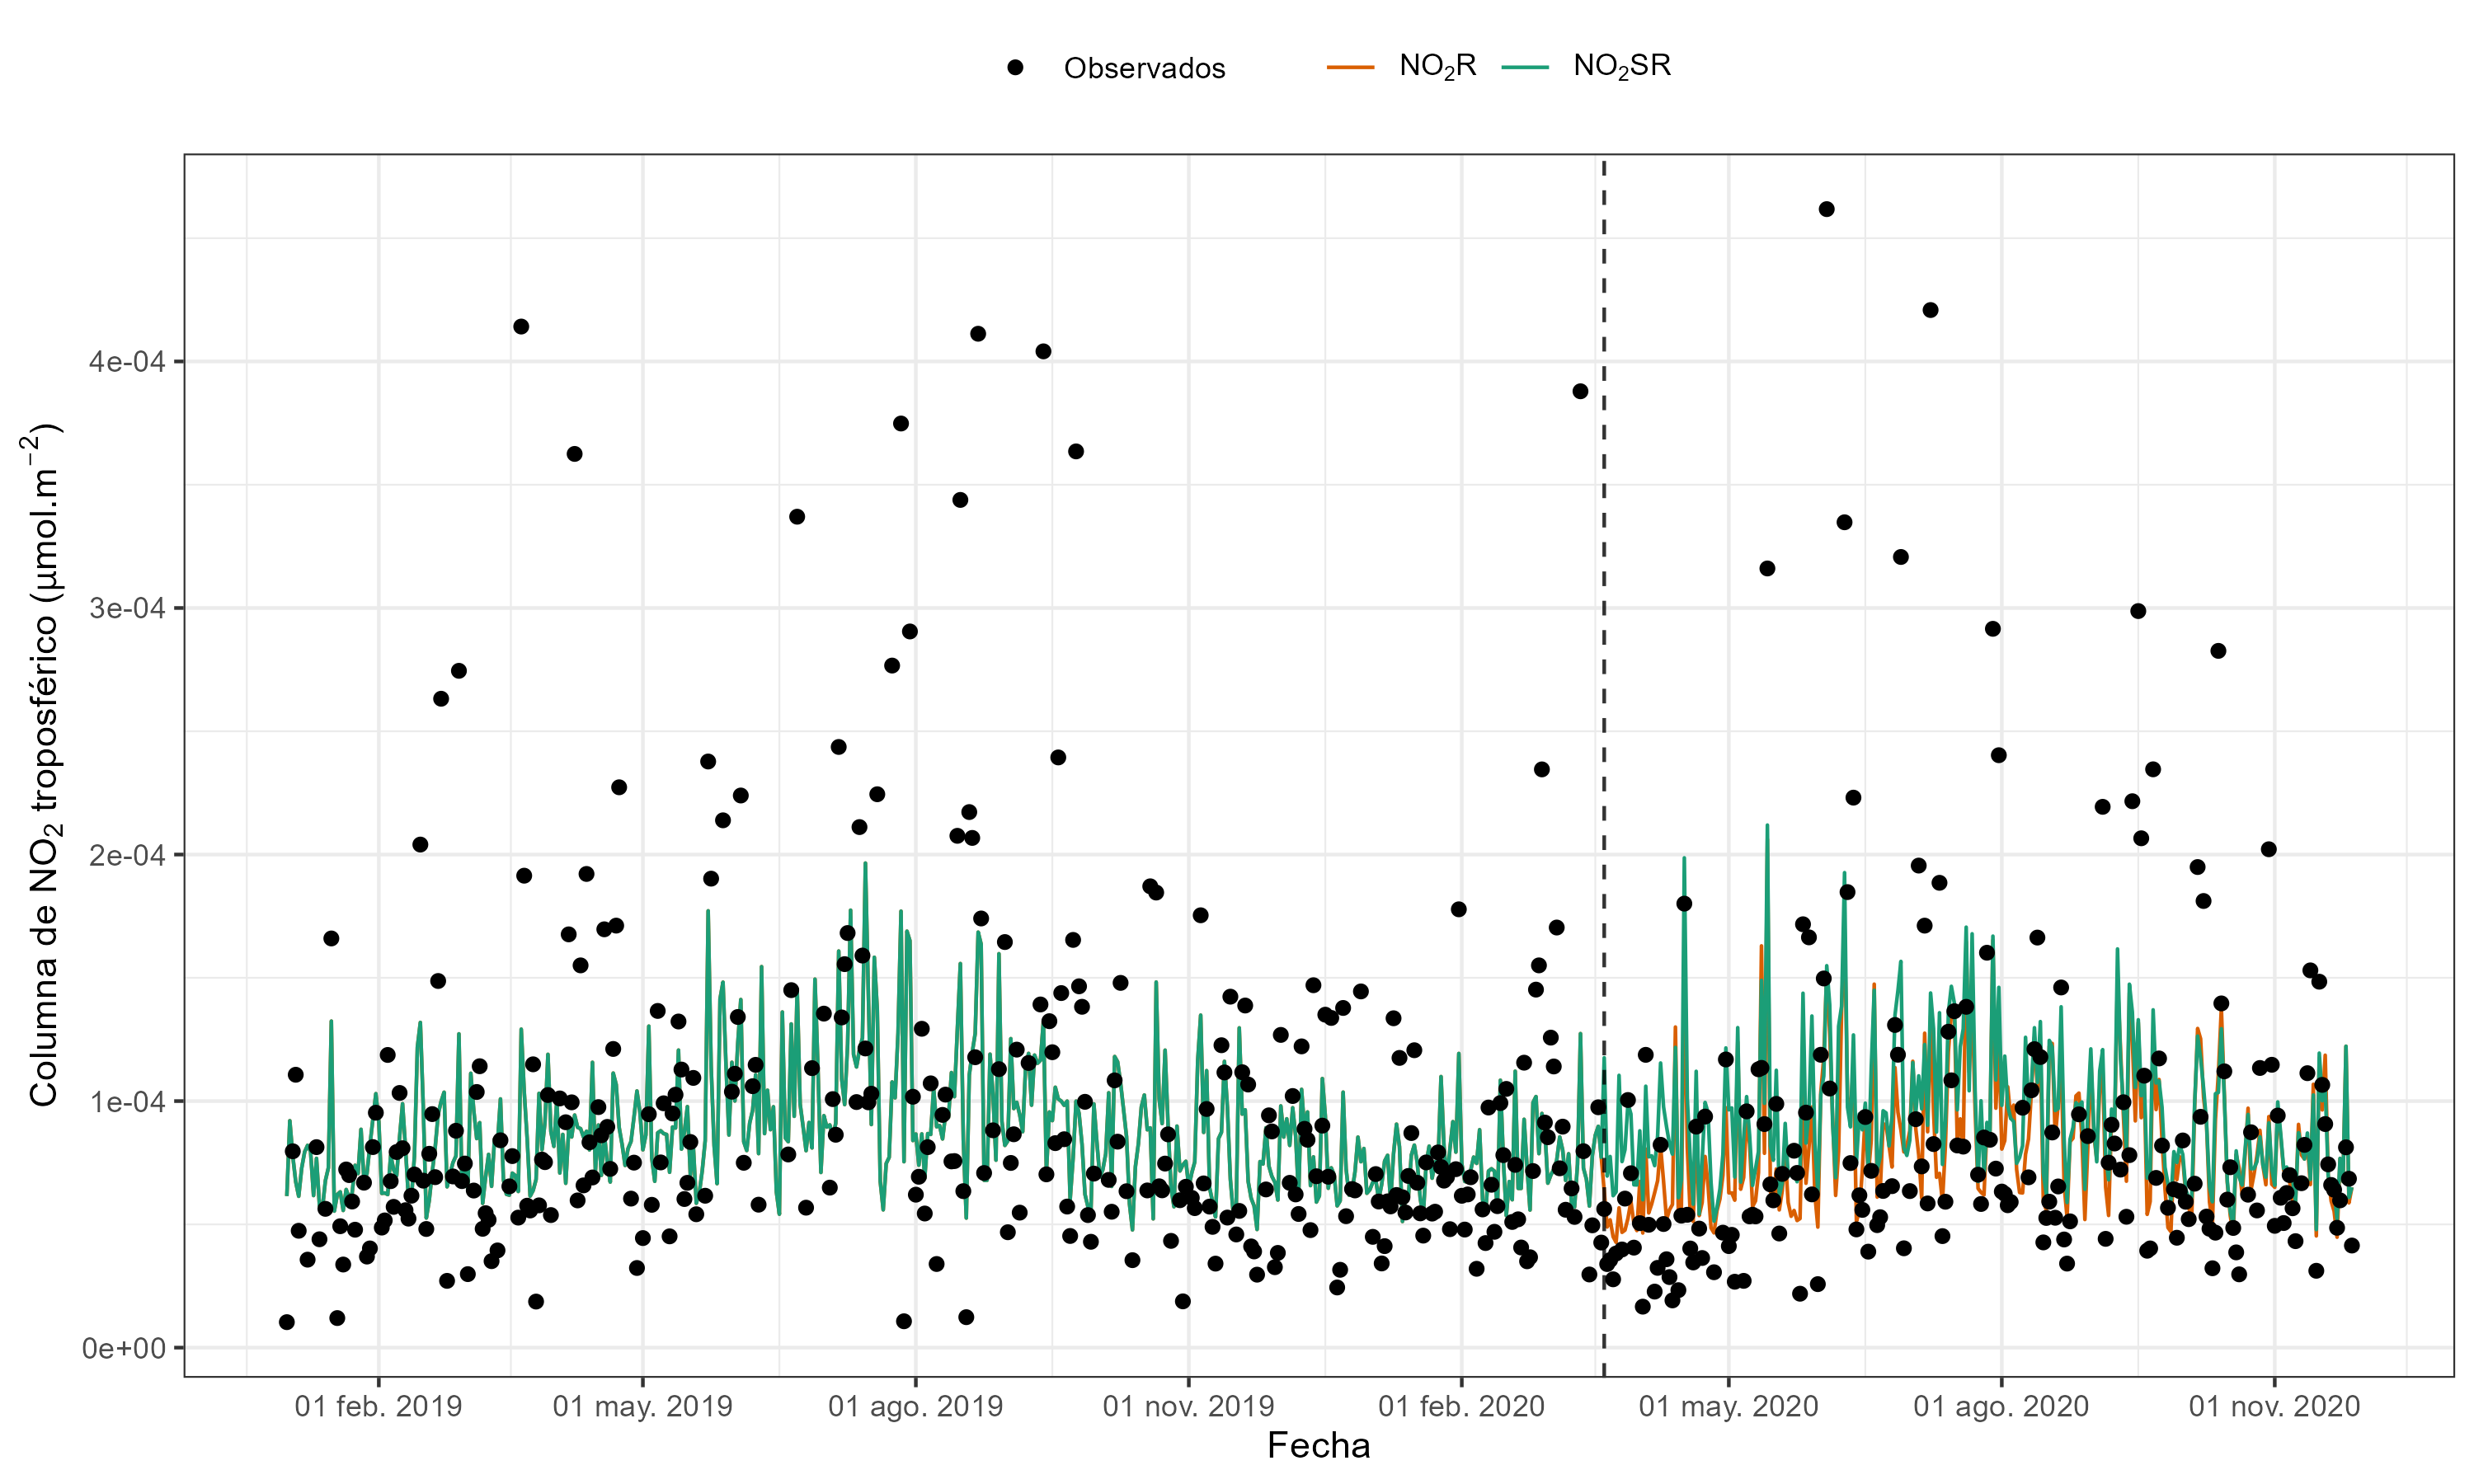 Observados NO₂R NO₂SR
Columna de NO₂ troposférico (µmol.m⁻²)
4e-04
3e-04
2e-04
1e-04
0e+00
01 feb. 2019 01 may. 2019 01 ago. 2019 01 nov. 2019 01 feb. 2020 01 may. 2020 01 ago. 2020 01 nov. 2020
Fecha